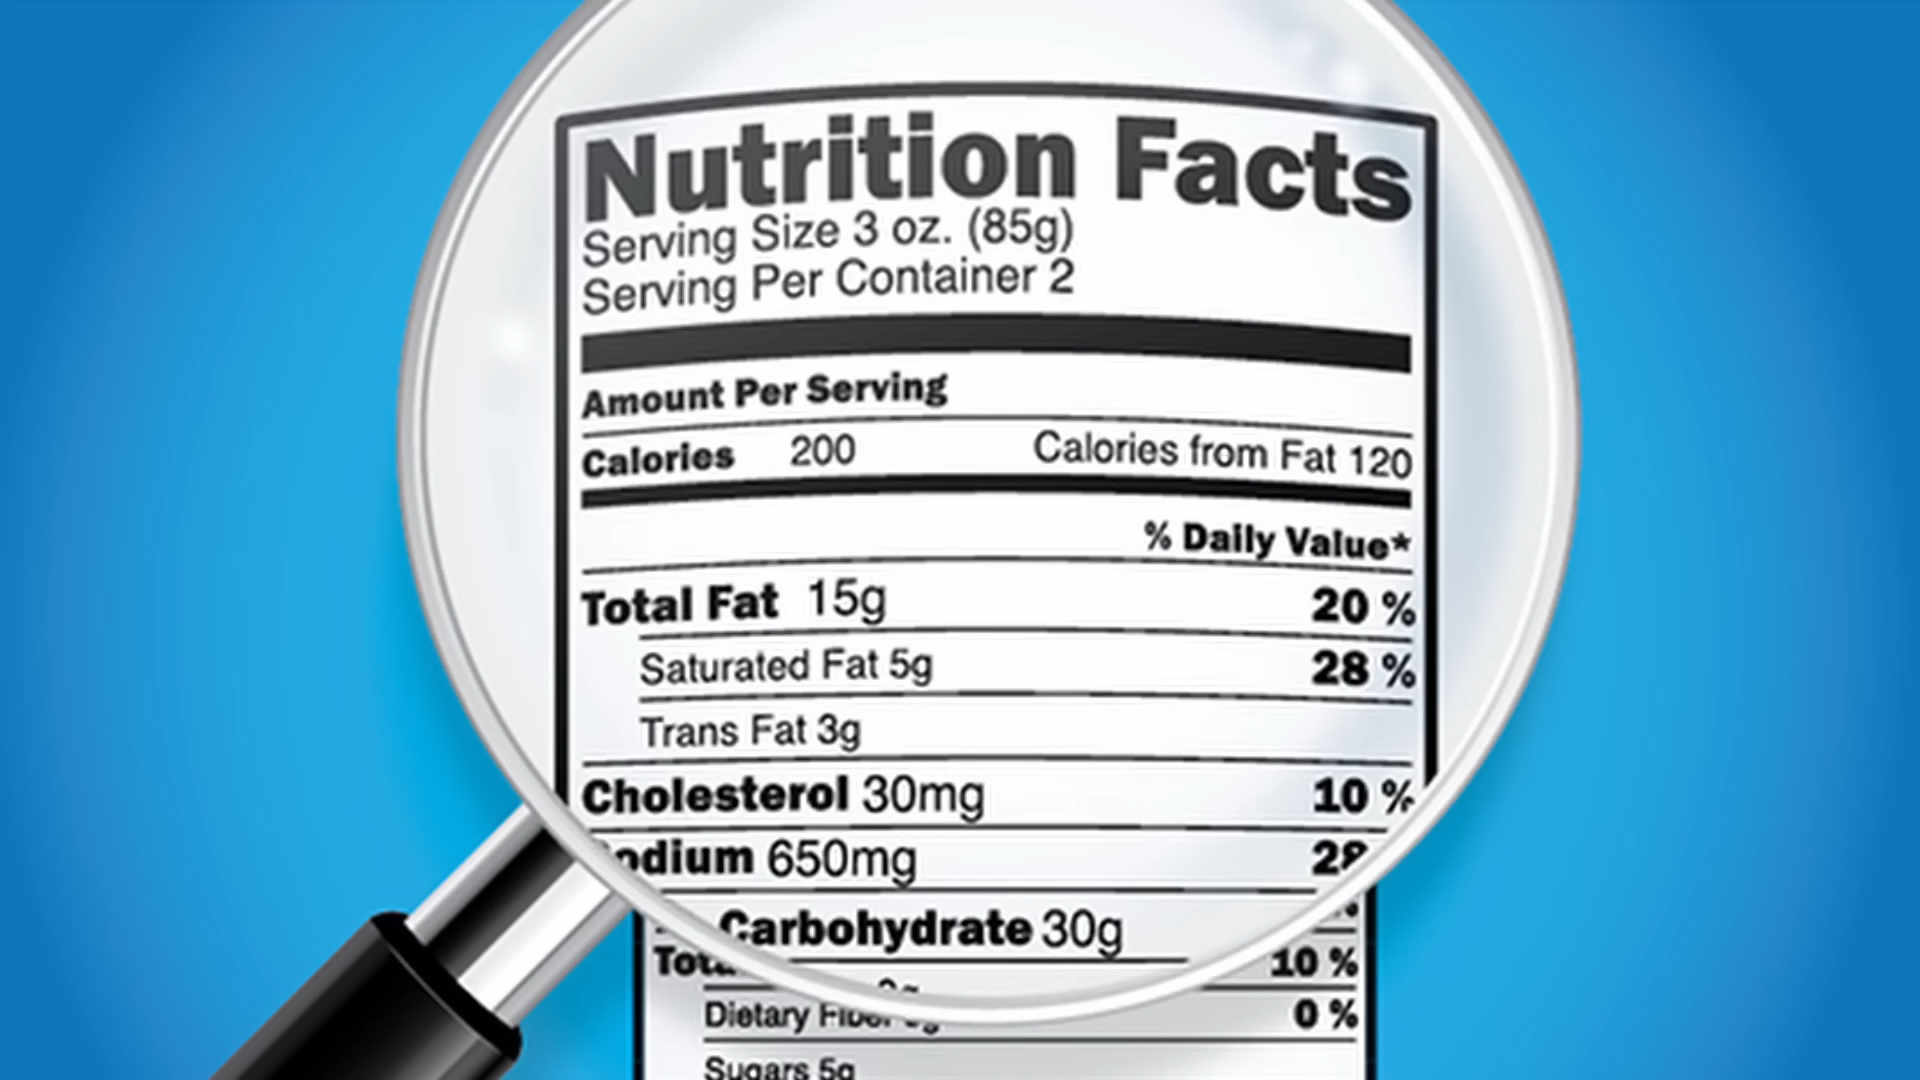 Nutrition Facts
Serving Size 3 oz. (85g)
Serving Per Container 2
Amount Per Serving
Calories 200 Calories from Fat 120
% Daily Value*
Total Fat 15g 20 %
Saturated Fat 5g 28 %
Trans Fat 3g
Cholesterol 30mg 10 %
odium 650mg 28
Carbohydrate 30g
10 %
Dietary 0 %
Sugars 5g